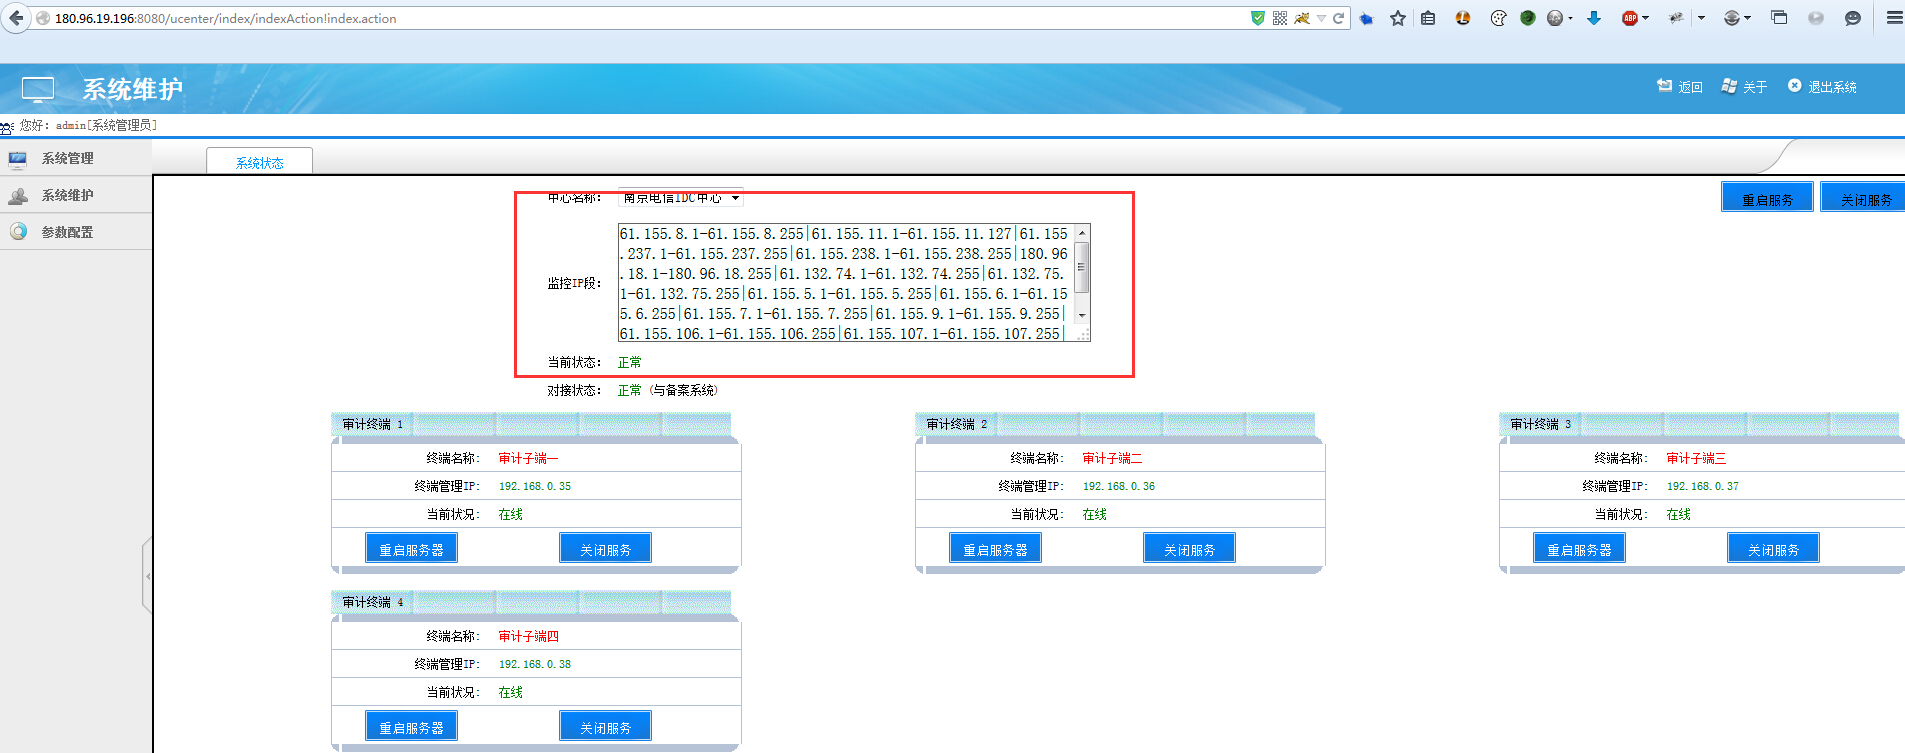 180.96.19.196:8080/ucenter/index/indexAction!index.action
ABP
系统维护
返回 关于 退出系统
您好：admin[系统管理员]
系统管理
系统维护
参数配置
系统状态
重启服务 关闭服务
中心名称： 南京电信IDC中心
监控IP段：
61.155.8.1-61.155.8.255|61.155.11.1-61.155.11.127|61.155
.237.1-61.155.237.255|61.155.238.1-61.155.238.255|180.96
.18.1-180.96.18.255|61.132.74.1-61.132.74.255|61.132.75.
1-61.132.75.255|61.155.5.1-61.155.5.255|61.155.6.1-61.15
5.6.255|61.155.7.1-61.155.7.255|61.155.9.1-61.155.9.255|
61.155.106.1-61.155.106.255|61.155.107.1-61.155.107.255|
当前状态： 正常
对接状态： 正常 (与备案系统)
审计终端 1
终端名称： 审计子端一
终端管理IP： 192.168.0.35
当前状况： 在线
重启服务器 关闭服务
审计终端 2
终端名称： 审计子端二
终端管理IP： 192.168.0.36
当前状况： 在线
重启服务器 关闭服务
审计终端 3
终端名称： 审计子端三
终端管理IP： 192.168.0.37
当前状况： 在线
重启服务器 关闭服务
审计终端 4
终端名称： 审计子端四
终端管理IP： 192.168.0.38
当前状况： 在线
重启服务器 关闭服务